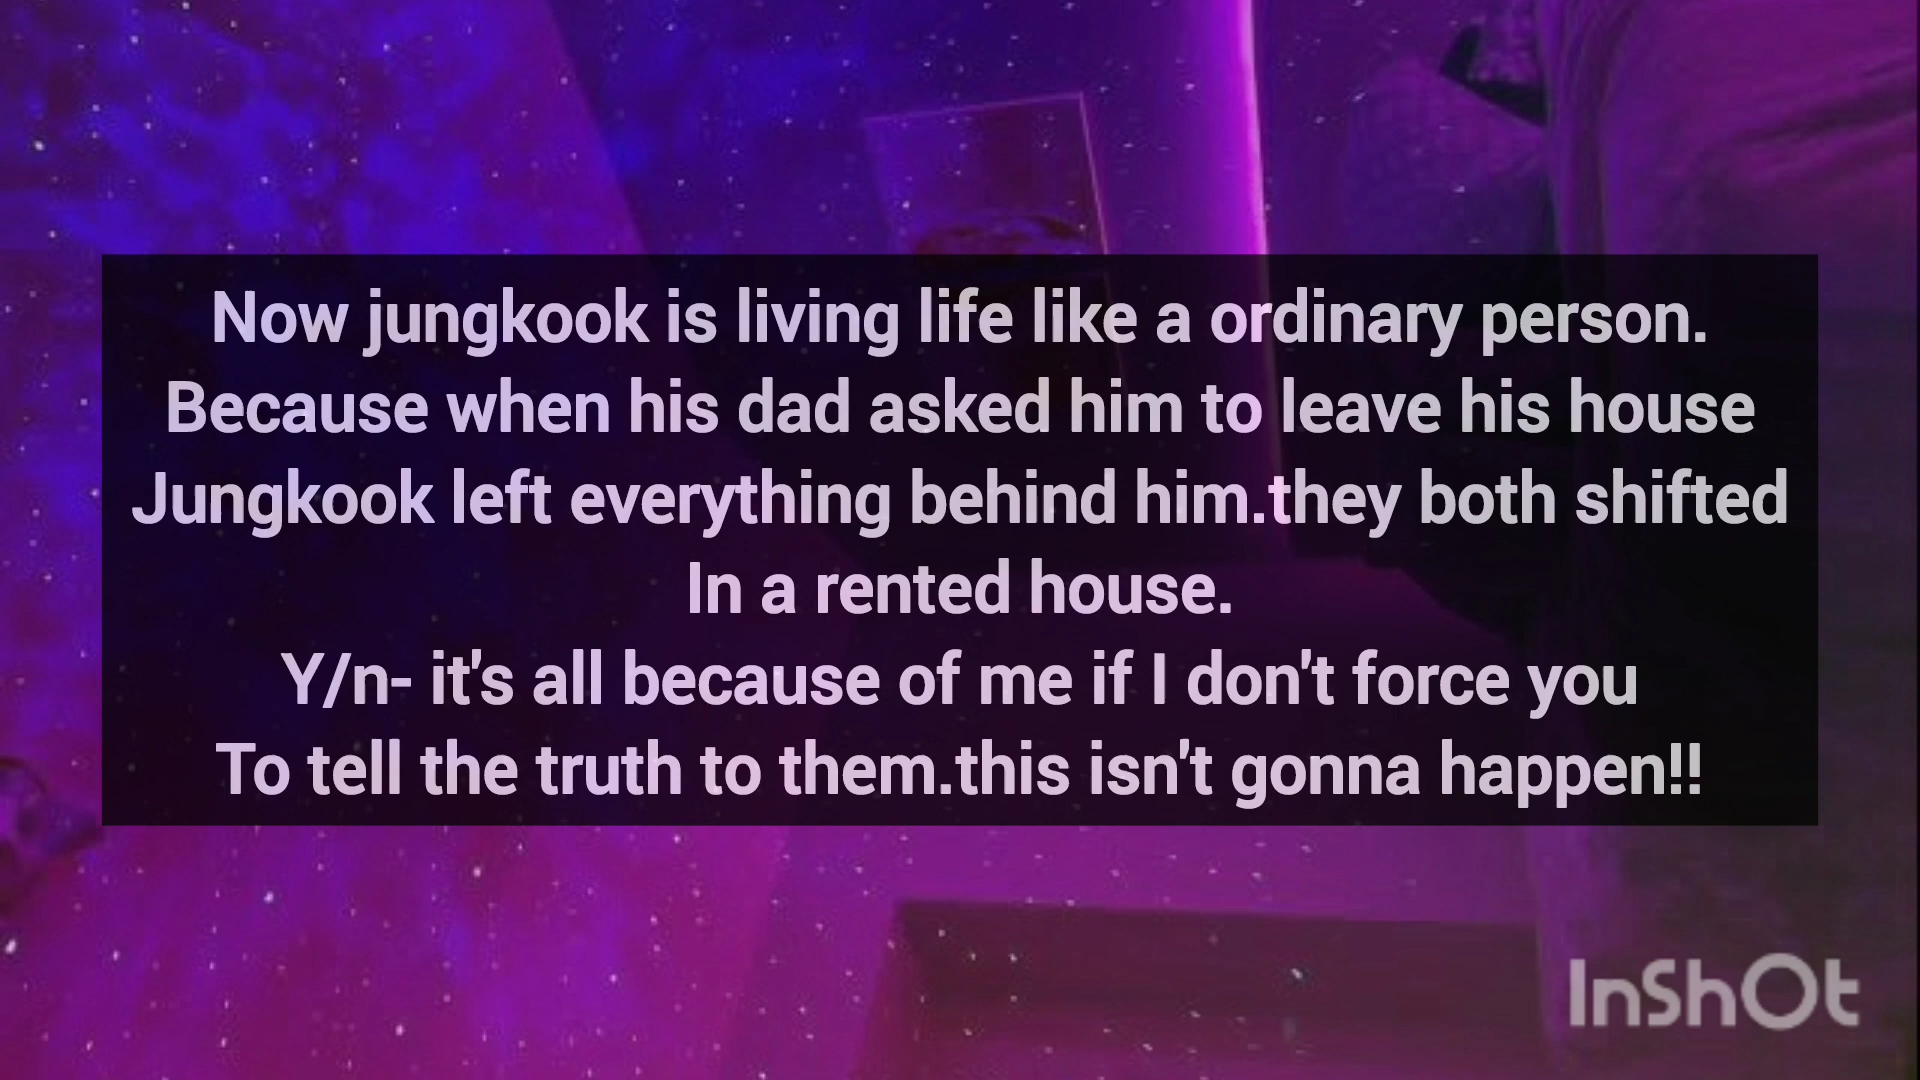 Now jungkook is living life like a ordinary person.
Because when his dad asked him to leave his house
Jungkook left everything behind him.they both shifted
In a rented house.
Y/n- it's all because of me if I don't force you
To tell the truth to them.this isn't gonna happen!!
InShOt